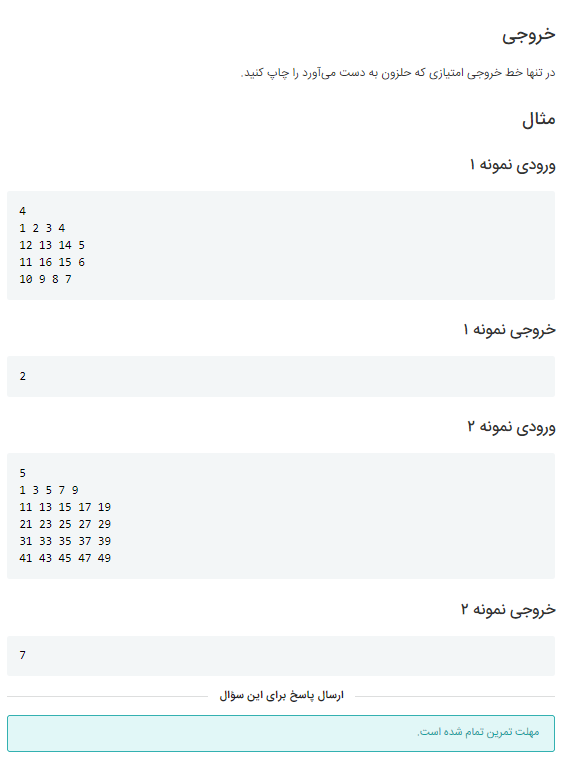 خروجی
در تنها خط خروجی امتیازی که حلزون به دست می‌آورد را چاپ کنید.
مثال
ورودی نمونه ۱
4
1 2 3 4
12 13 14 5
11 16 15 6
10 9 8 7
خروجی نمونه ۱
2
ورودی نمونه ۲
5
1 3 5 7 9
11 13 15 17 19
21 23 25 27 29
31 33 35 37 39
41 43 45 47 49
خروجی نمونه ۲
7
ارسال پاسخ برای این سؤال
مهلت تمرین تمام شده است.